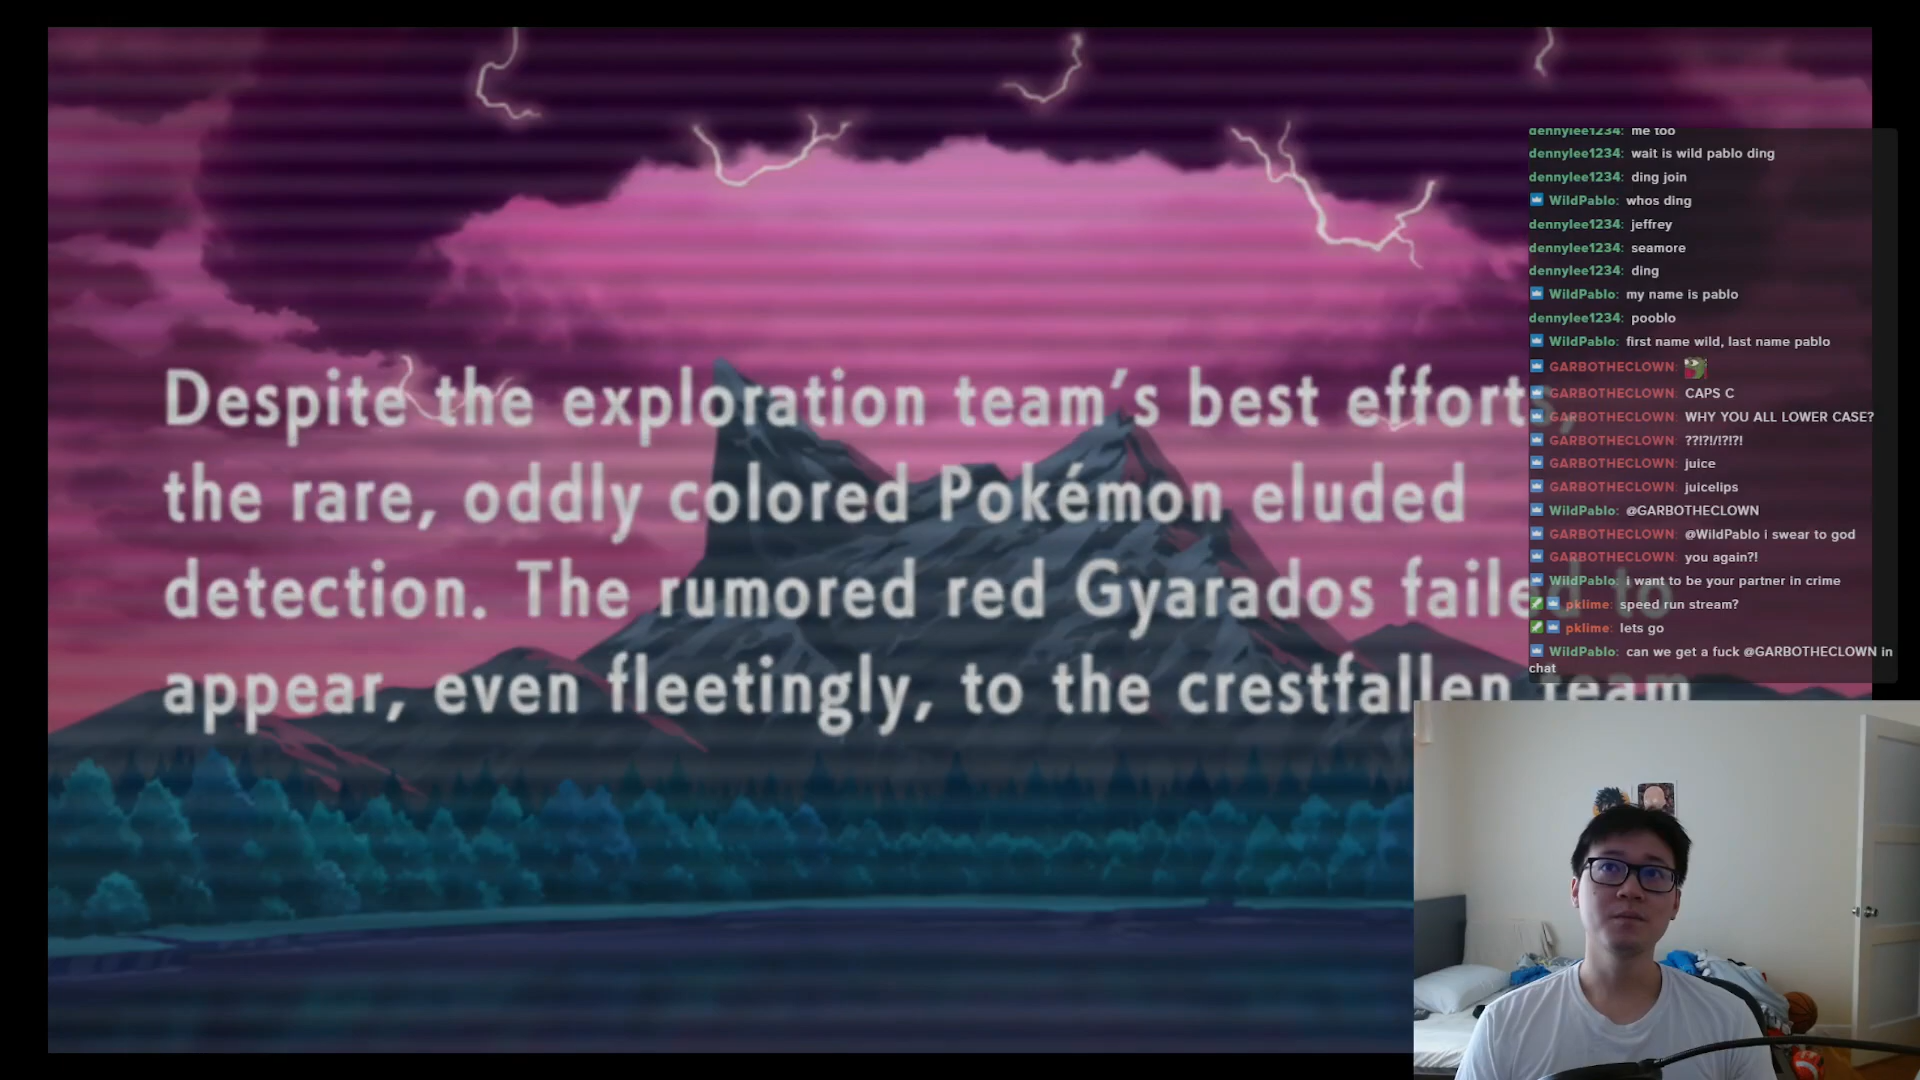 Despite the exploration team's best efforts,
the rare, oddly colored Pokémon eluded
detection. The rumored red Gyarados failed to
appear, even fleetingly, to the crestfallen team
dennylee1234: me too
dennylee1234: wait is wild pablo ding
dennylee1234: ding join
WildPablo: whos ding
dennylee1234: jeffrey
dennylee1234: seamore
dennylee1234: ding
WildPablo: my name is pablo
dennylee1234: pooblo
WildPablo: first name wild, last name pablo
GARBOTHECLOWN:
GARBOTHECLOWN: CAPS C
GARBOTHECLOWN: WHY YOU ALL LOWER CASE?
GARBOTHECLOWN: ??!?!/!?!?!
GARBOTHECLOWN: juice
GARBOTHECLOWN: juicelips
WildPablo: @GARBOTHECLOWN
GARBOTHECLOWN: @WildPablo i swear to god
GARBOTHECLOWN: you again?!
WildPablo: i want to be your partner in crime
pklime: speed run stream?
pklime: lets go
WildPablo: can we get a fuck @GARBOTHECLOWN in
chat